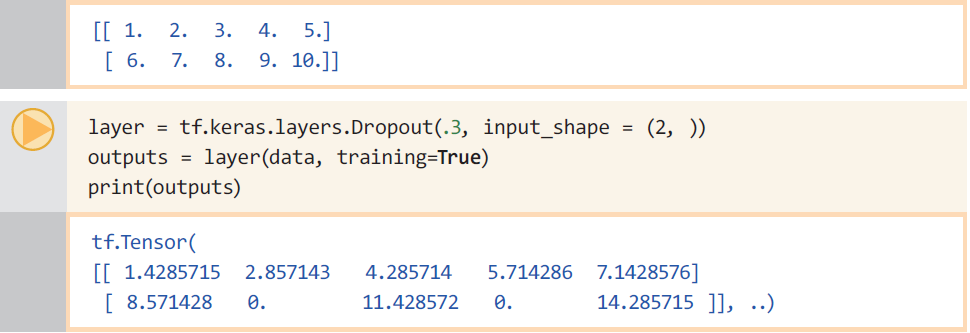 [[ 1. 2. 3. 4. 5.]
[ 6. 7. 8. 9. 10.]]
layer = tf.keras.layers.Dropout(.3, input_shape = (2, ))
outputs = layer(data, training=True)
print(outputs)
tf.Tensor(
[[ 1.4285715 2.857143 4.285714 5.714286 7.1428576]
[ 8.571428 0. 11.428572 0. 14.285715 ]], ..)